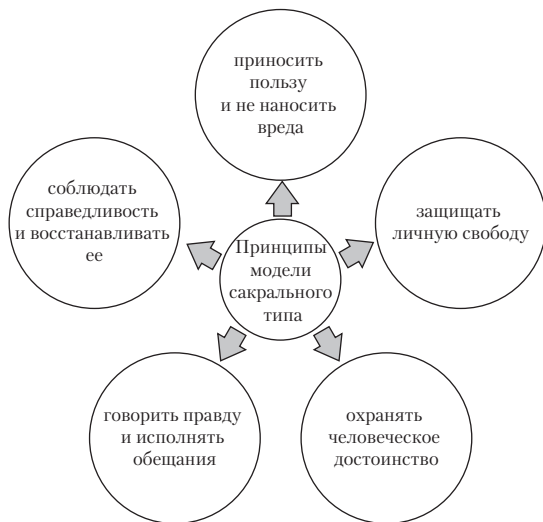 приносить
пользу
и не наносить
вреда
соблюдать
справедливость
и восстанавливать
ее
защищать
личную свободу
Принципы
модели
сакрального
типа
говорить правду
и исполнять
обещания
охранять
человеческое
достоинство